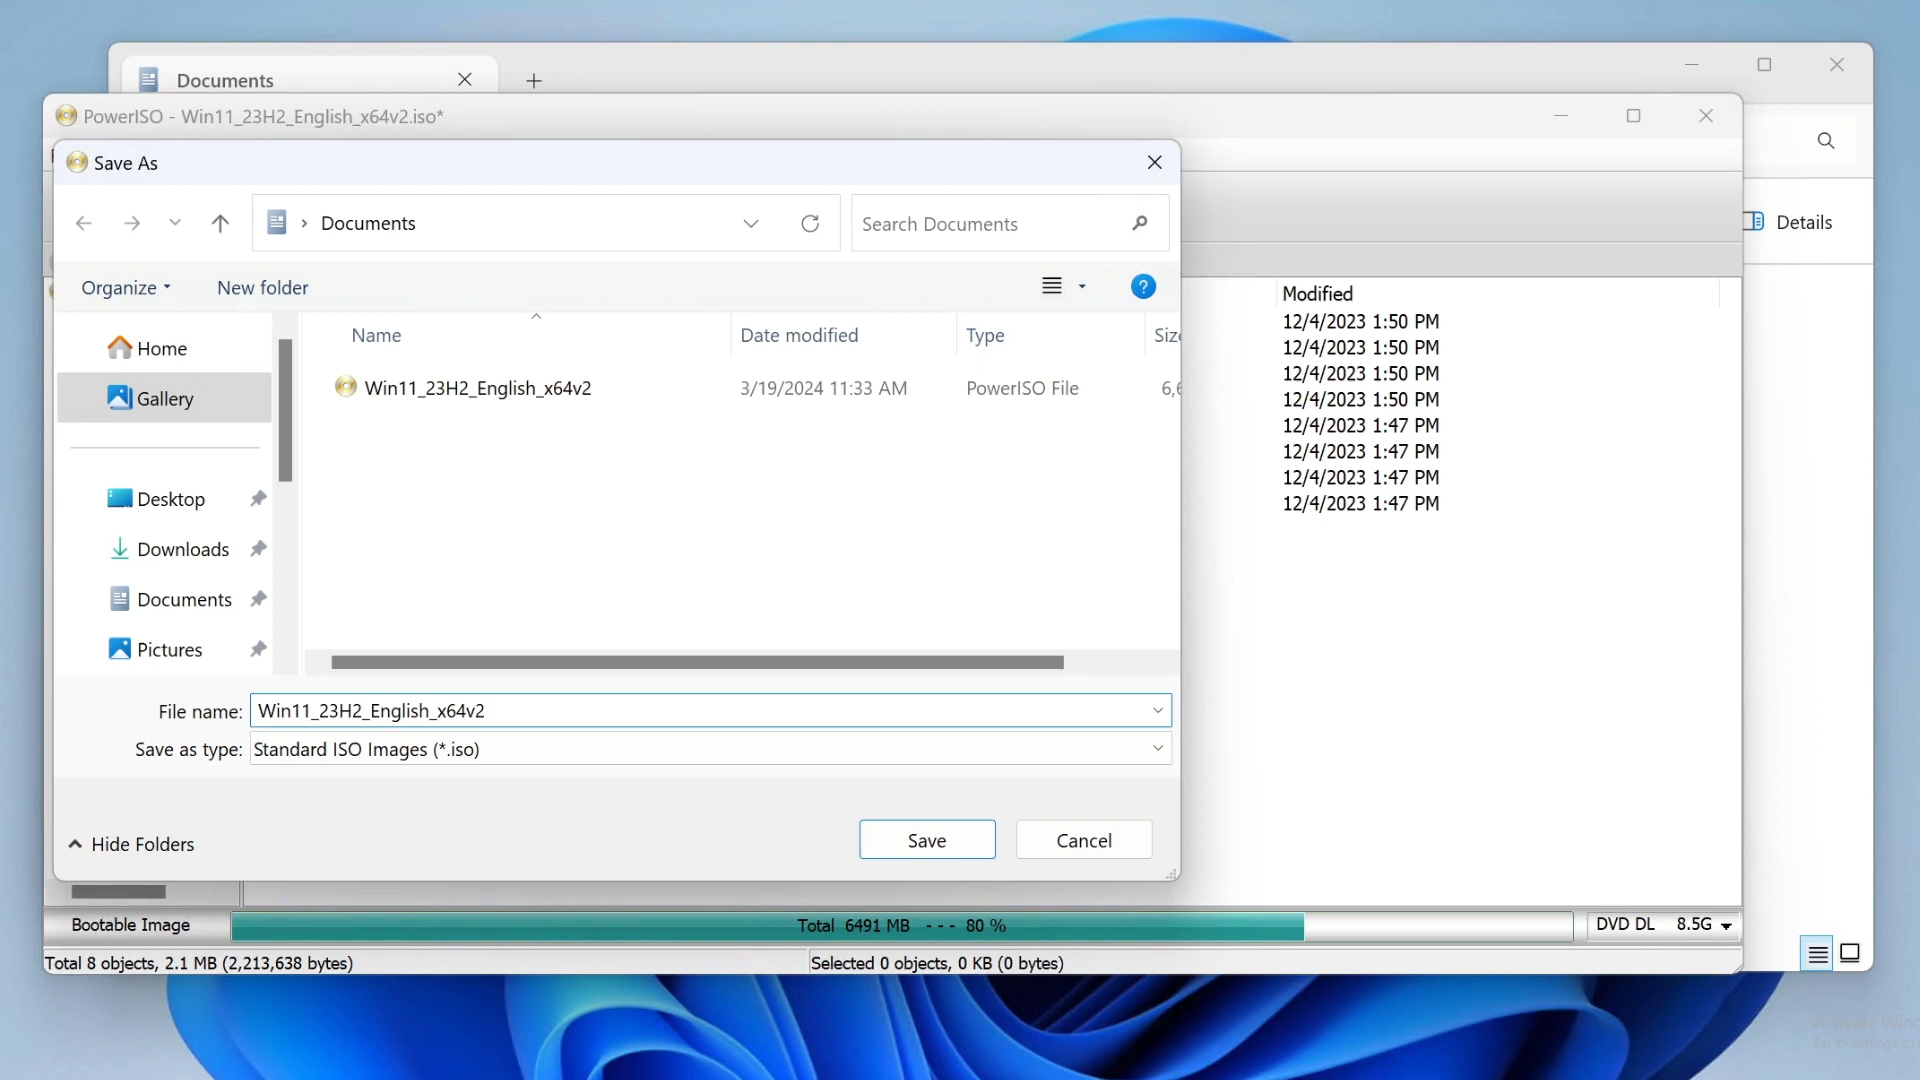 Documents
PowerISO - Win11_23H2_English_x64v2.iso*
Save As
Documents
Search Documents
Details
Organize
New folder
Modified
Name
Date modified
Type
12/4/2023 1:50 PM
12/4/2023 1:50 PM
12/4/2023 1:50 PM
12/4/2023 1:50 PM
12/4/2023 1:47 PM
12/4/2023 1:47 PM
12/4/2023 1:47 PM
12/4/2023 1:47 PM
Home
Gallery
Win11_23H2_English_x64v2
3/19/2024 11:33 AM
PowerISO File
Desktop
Downloads
Documents
Pictures
File name: Win11_23H2_English_x64v2
Save as type: Standard ISO Images (*.iso)
Hide Folders
Save
Cancel
Bootable Image
Total 6491 MB --- 80 %
DVD DL 8.5G
Total 8 objects, 2.1 MB (2,213,638 bytes)
Selected 0 objects, 0 KB (0 bytes)